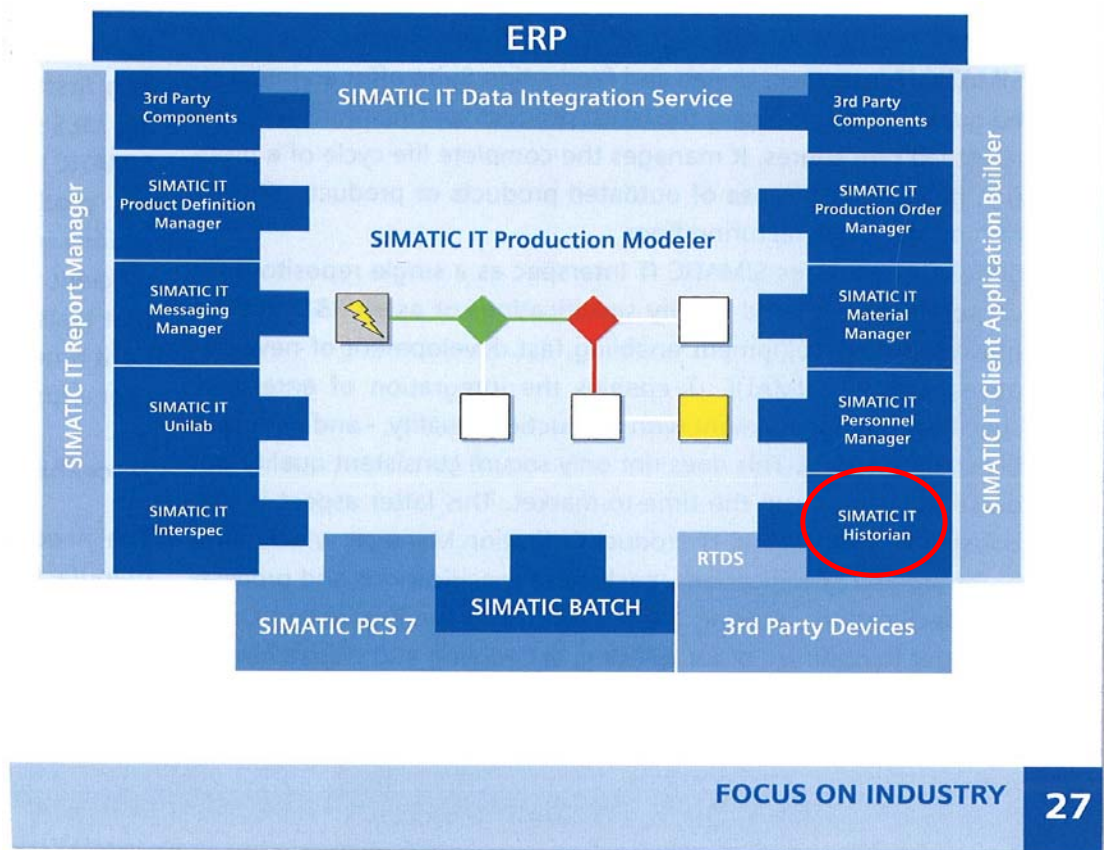 ERP
SIMATIC IT Data Integration Service
3rd Party
Components
SIMATIC IT
Product Definition
Manager
SIMATIC IT
Messaging
Manager
SIMATIC IT
Unilab
SIMATIC IT
Interspec
SIMATIC IT Report Manager
SIMATIC IT Production Modeler
3rd Party
Components
SIMATIC IT
Production Order
Manager
SIMATIC IT
Material
Manager
SIMATIC IT
Personnel
Manager
SIMATIC IT
Historian
SIMATIC IT Client Application Builder
RTDS
SIMATIC PCS 7
SIMATIC BATCH
3rd Party Devices
FOCUS ON INDUSTRY
27